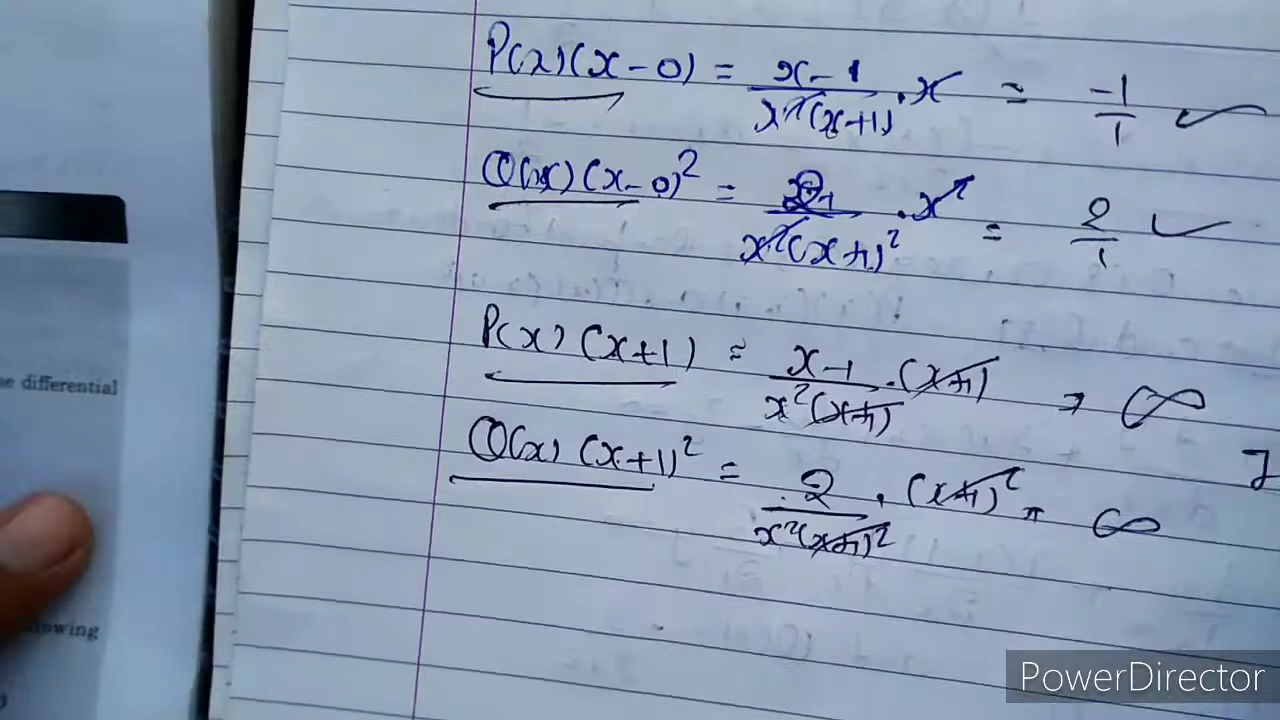 P(x)(x-0) = x-1 / x²(x+1) . x = -1/1
Q(x)(x-0)² = 2 / x²(x+1)² . x² = 2/1
P(x)(x+1) = x-1 / x²(x+1) . (x+1) = ∞
Q(x)(x+1)² = 2 / x²(x+1)² . (x+1)² = ∞
differential
PowerDirector